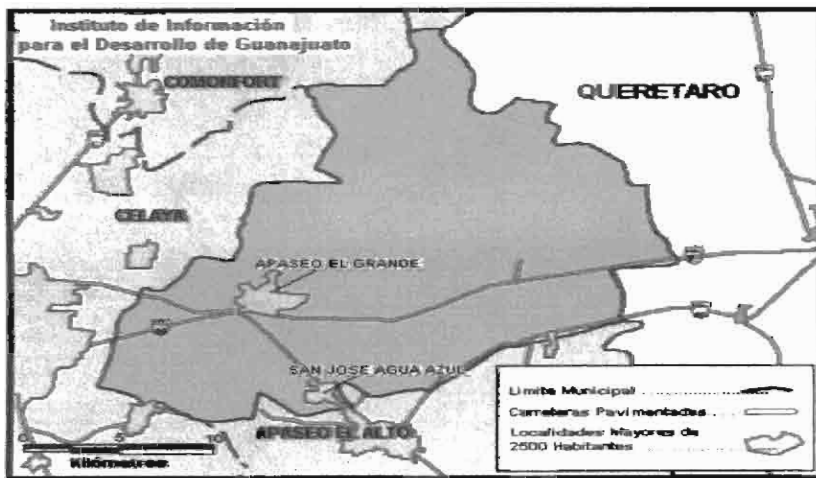 Instituto de Información
para el Desarrollo de Guanajuato
COMONFORT
QUERETARO
CELAYA
APASEO EL GRANDE
SAN JOSE AGUA AZUL
APASEO EL ALTO
Limite Municipal
Carreteras Pavimentadas
Localidades Mayores de
2500 Habitantes
0 5 10
Kilómetros